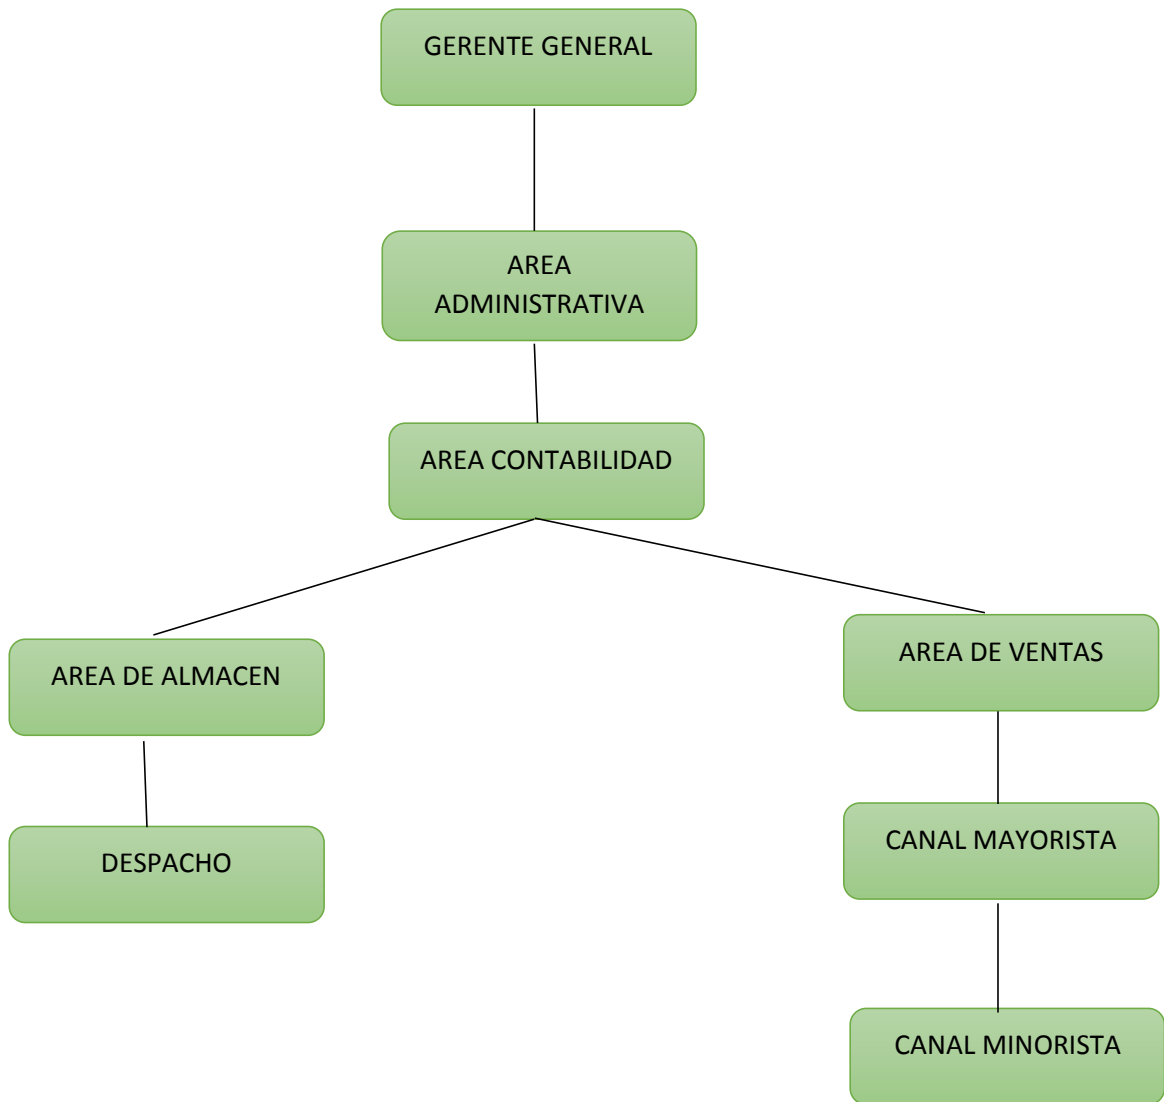 GERENTE GENERAL
AREA
ADMINISTRATIVA
AREA CONTABILIDAD
AREA DE ALMACEN
AREA DE VENTAS
DESPACHO
CANAL MAYORISTA
CANAL MINORISTA